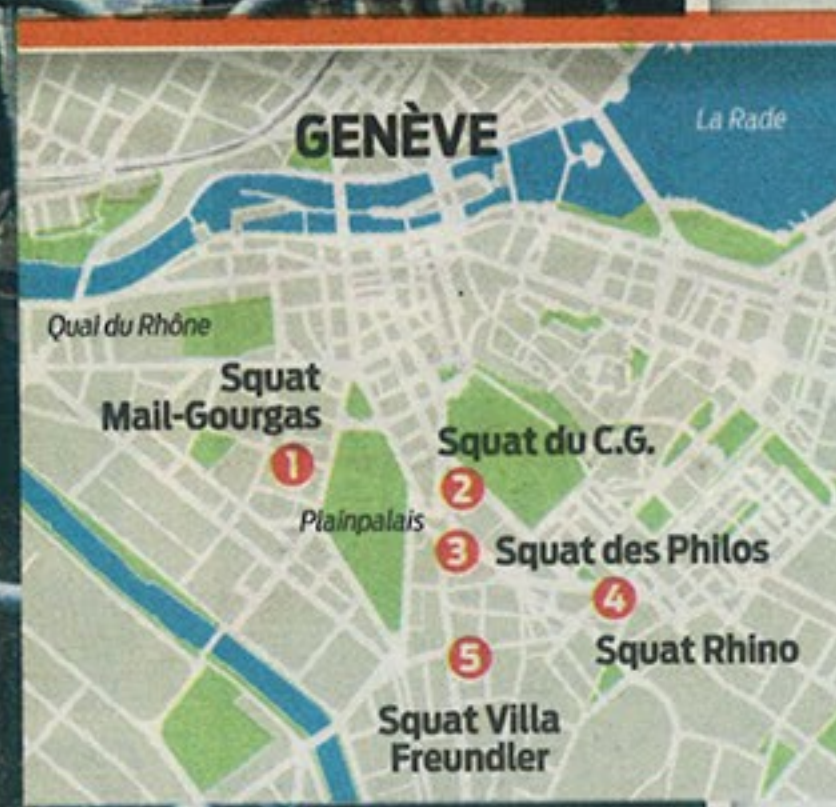 GENÈVE
La Rade
Quai du Rhône
Squat
Mail-Gourgas
1
Squat du C.G.
2
Plainpalais
3 Squat des Philos
4
Squat Rhino
5
Squat Villa
Freundler